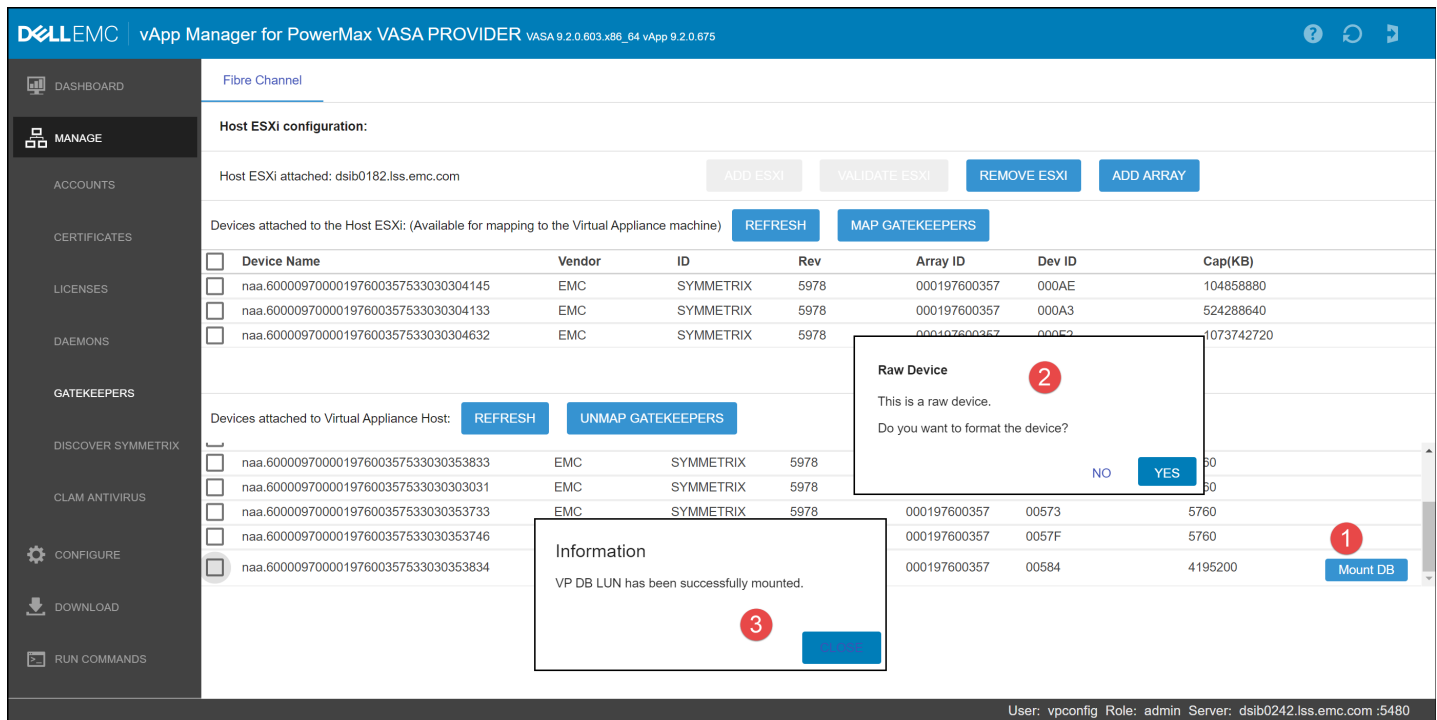 DELLEMC vApp Manager for PowerMax VASA PROVIDER VASA 9.2.0.603.x86_64 vApp 9.2.0.675
DASHBOARD
MANAGE
ACCOUNTS
CERTIFICATES
LICENSES
DAEMONS
GATEKEEPERS
DISCOVER SYMMETRIX
CLAM ANTIVIRUS
CONFIGURE
DOWNLOAD
RUN COMMANDS
Fibre Channel
Host ESXi configuration:
Host ESXi attached: dsib0182.lss.emc.com ADD ESXI VALIDATE ESXI REMOVE ESXI ADD ARRAY
Devices attached to the Host ESXi: (Available for mapping to the Virtual Appliance machine) REFRESH MAP GATEKEEPERS
Device Name Vendor ID Rev Array ID Dev ID Cap(KB)
naa.60000970000197600357533030304145 EMC SYMMETRIX 5978 000197600357 000AE 104858880
naa.60000970000197600357533030304133 EMC SYMMETRIX 5978 000197600357 000A3 524288640
naa.60000970000197600357533030304632 EMC SYMMETRIX 5978 000197600357 000F2 1073742720
Devices attached to Virtual Appliance Host: REFRESH UNMAP GATEKEEPERS
naa.60000970000197600357533030353833 EMC SYMMETRIX 5978 60
naa.60000970000197600357533030353031 EMC SYMMETRIX 5978 60
naa.60000970000197600357533030353733 EMC SYMMETRIX 5978 000197600357 00573 5760
naa.60000970000197600357533030353746 000197600357 0057F 5760
naa.60000970000197600357533030353834 000197600357 00584 4195200
1
Mount DB
Raw Device
2
This is a raw device.
Do you want to format the device?
NO YES
Information
VP DB LUN has been successfully mounted.
3
CLOSE
User: vpconfig Role: admin Server: dsib0242.lss.emc.com :5480